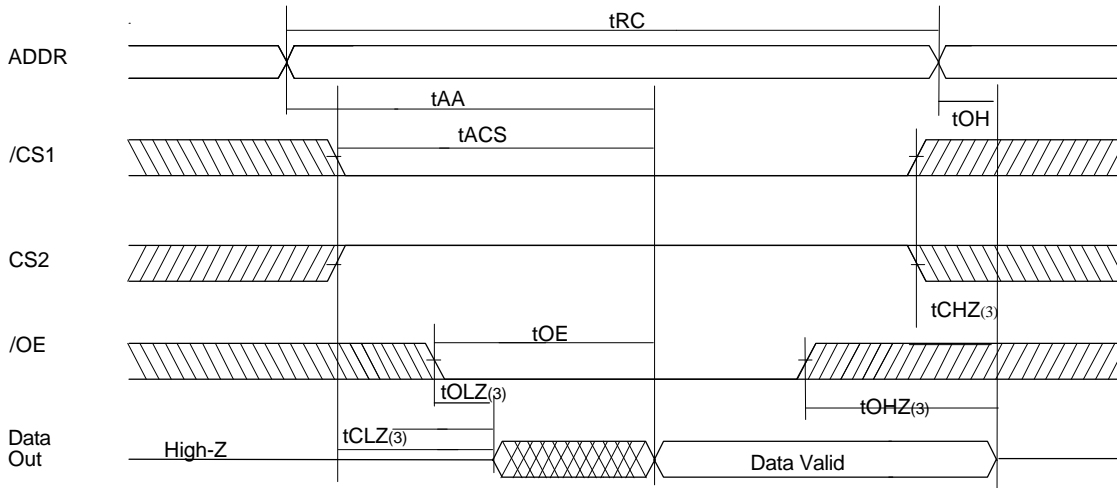 tRC
ADDR
tAA
tOH
tACS
/CS1
CS2
tCHZ(3)
/OE
tOE
tOLZ(3)
tOHZ(3)
Data
Out
High-Z
tCLZ(3)
Data Valid